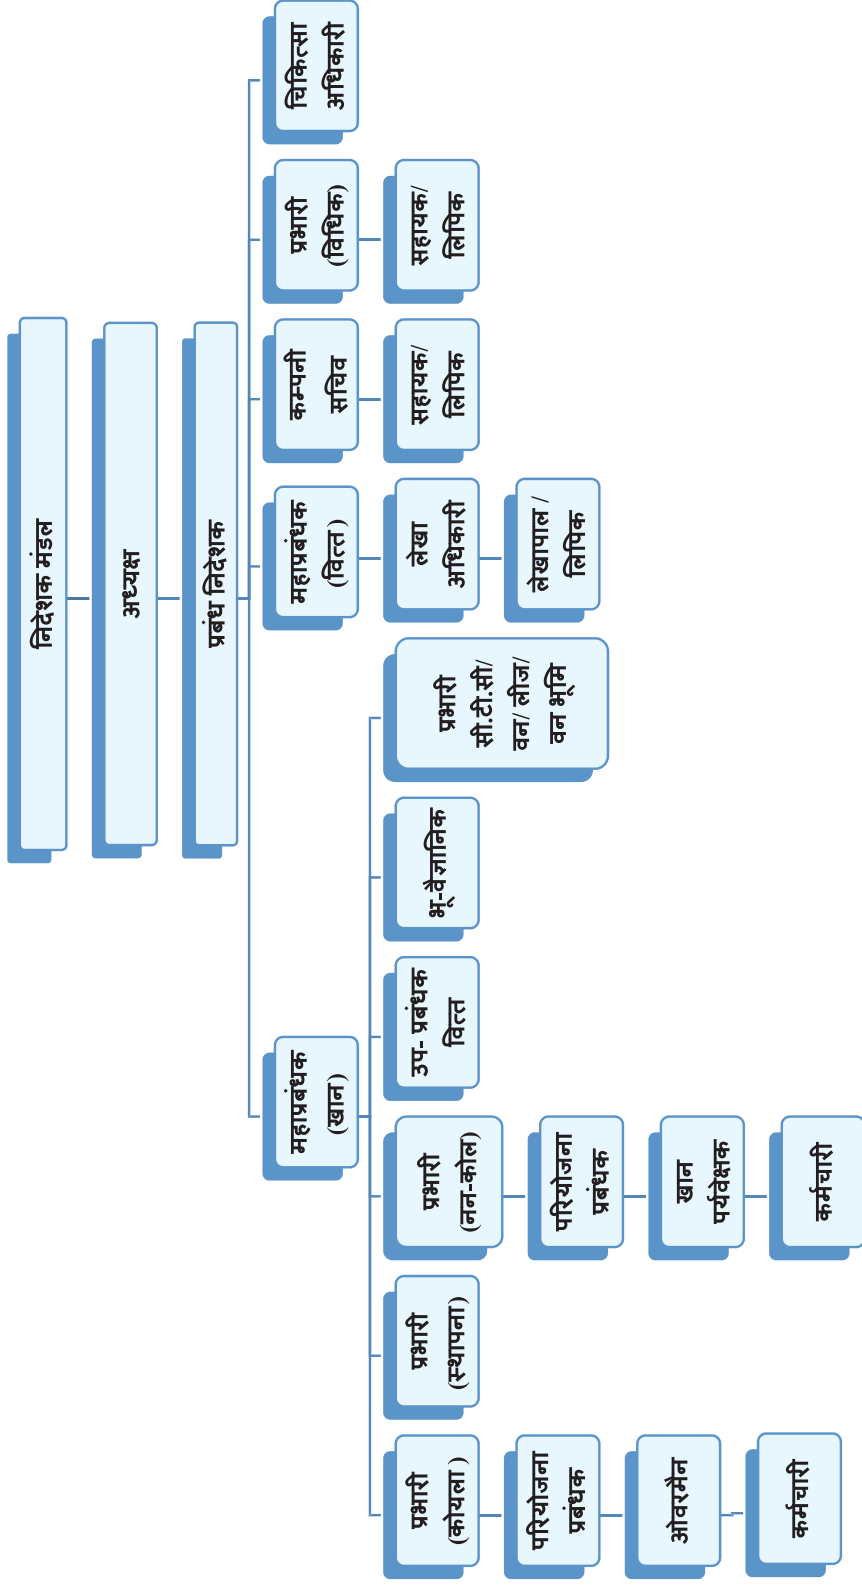 निदेशक मंडल
अध्यक्ष
प्रबंध निदेशक
महाप्रबंधक
(खान)
महाप्रबंधक
(वित्त)
कम्पनी
सचिव
प्रभारी
(विधिक)
चिकित्सा
अधिकारी
प्रभारी
(कोयला)
प्रभारी
(स्थापना)
प्रभारी
(नन-कोल)
उप- प्रबंधक
वित्त
भू-वैज्ञानिक
प्रभारी
सी.टी.सी/
वन/ लीज/
वन भूमि
लेखा
अधिकारी
सहायक/
लिपिक
सहायक/
लिपिक
परियोजना
प्रबंधक
परियोजना
प्रबंधक
लेखापाल /
लिपिक
ओवरमैन
खान
पर्यवेक्षक
कर्मचारी
कर्मचारी